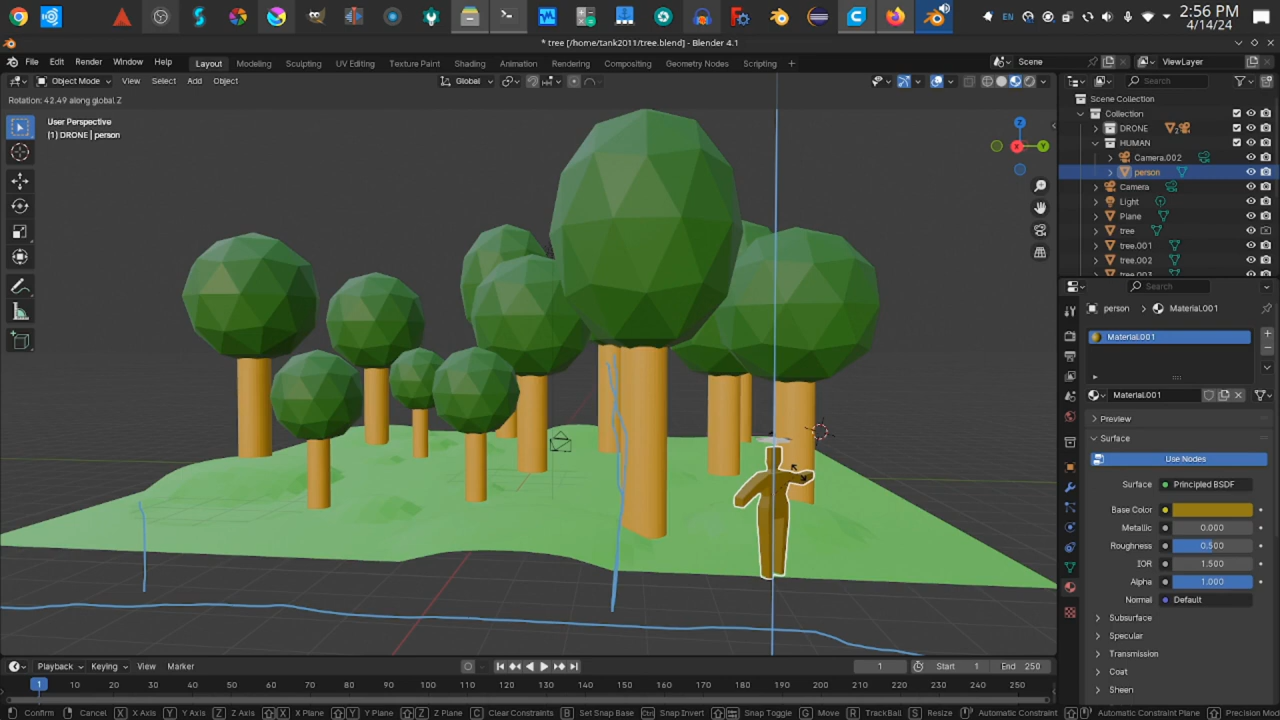 EN
2:56 PM
4/14/24
* tree [/home/tank2011/tree.blend] - Blender 4.1
File Edit Render Window Help Layout Modeling Sculpting UV Editing Texture Paint Shading Animation Rendering Compositing Geometry Nodes Scripting + Scene ViewLayer
Object Mode View Select Add Object Global Search
Rotation: 42.49 along global Z
User Perspective
(1) DRONE | person
Z
Y
X
Scene Collection
Collection
DRONE 2
HUMAN
Camera.002
person
Camera
Light
Plane
tree
tree.001
tree.002
tree.003
Search
person > Material.001
Material.001
Material.001
Preview
Surface
Use Nodes
Surface Principled BSDF
Base Color
Metallic 0.000
Roughness 0.500
IOR 1.500
Alpha 1.000
Normal Default
Subsurface
Specular
Transmission
Coat
Sheen
Playback Keying View Marker 1 Start 1 End 250
1 10 20 30 40 50 60 70 80 90 100 110 120 130 140 150 160 170 180 190 200 210 220 230 240 250
Confirm Cancel X X Axis Y Y Axis Z Z Axis X X Plane Y Y Plane Z Z Plane C Clear Constraints B Set Snap Base Ctrl Snap Invert Snap Toggle G Move R TrackBall S Resize Automatic Constraint Automatic Constraint Plane Precision Mod